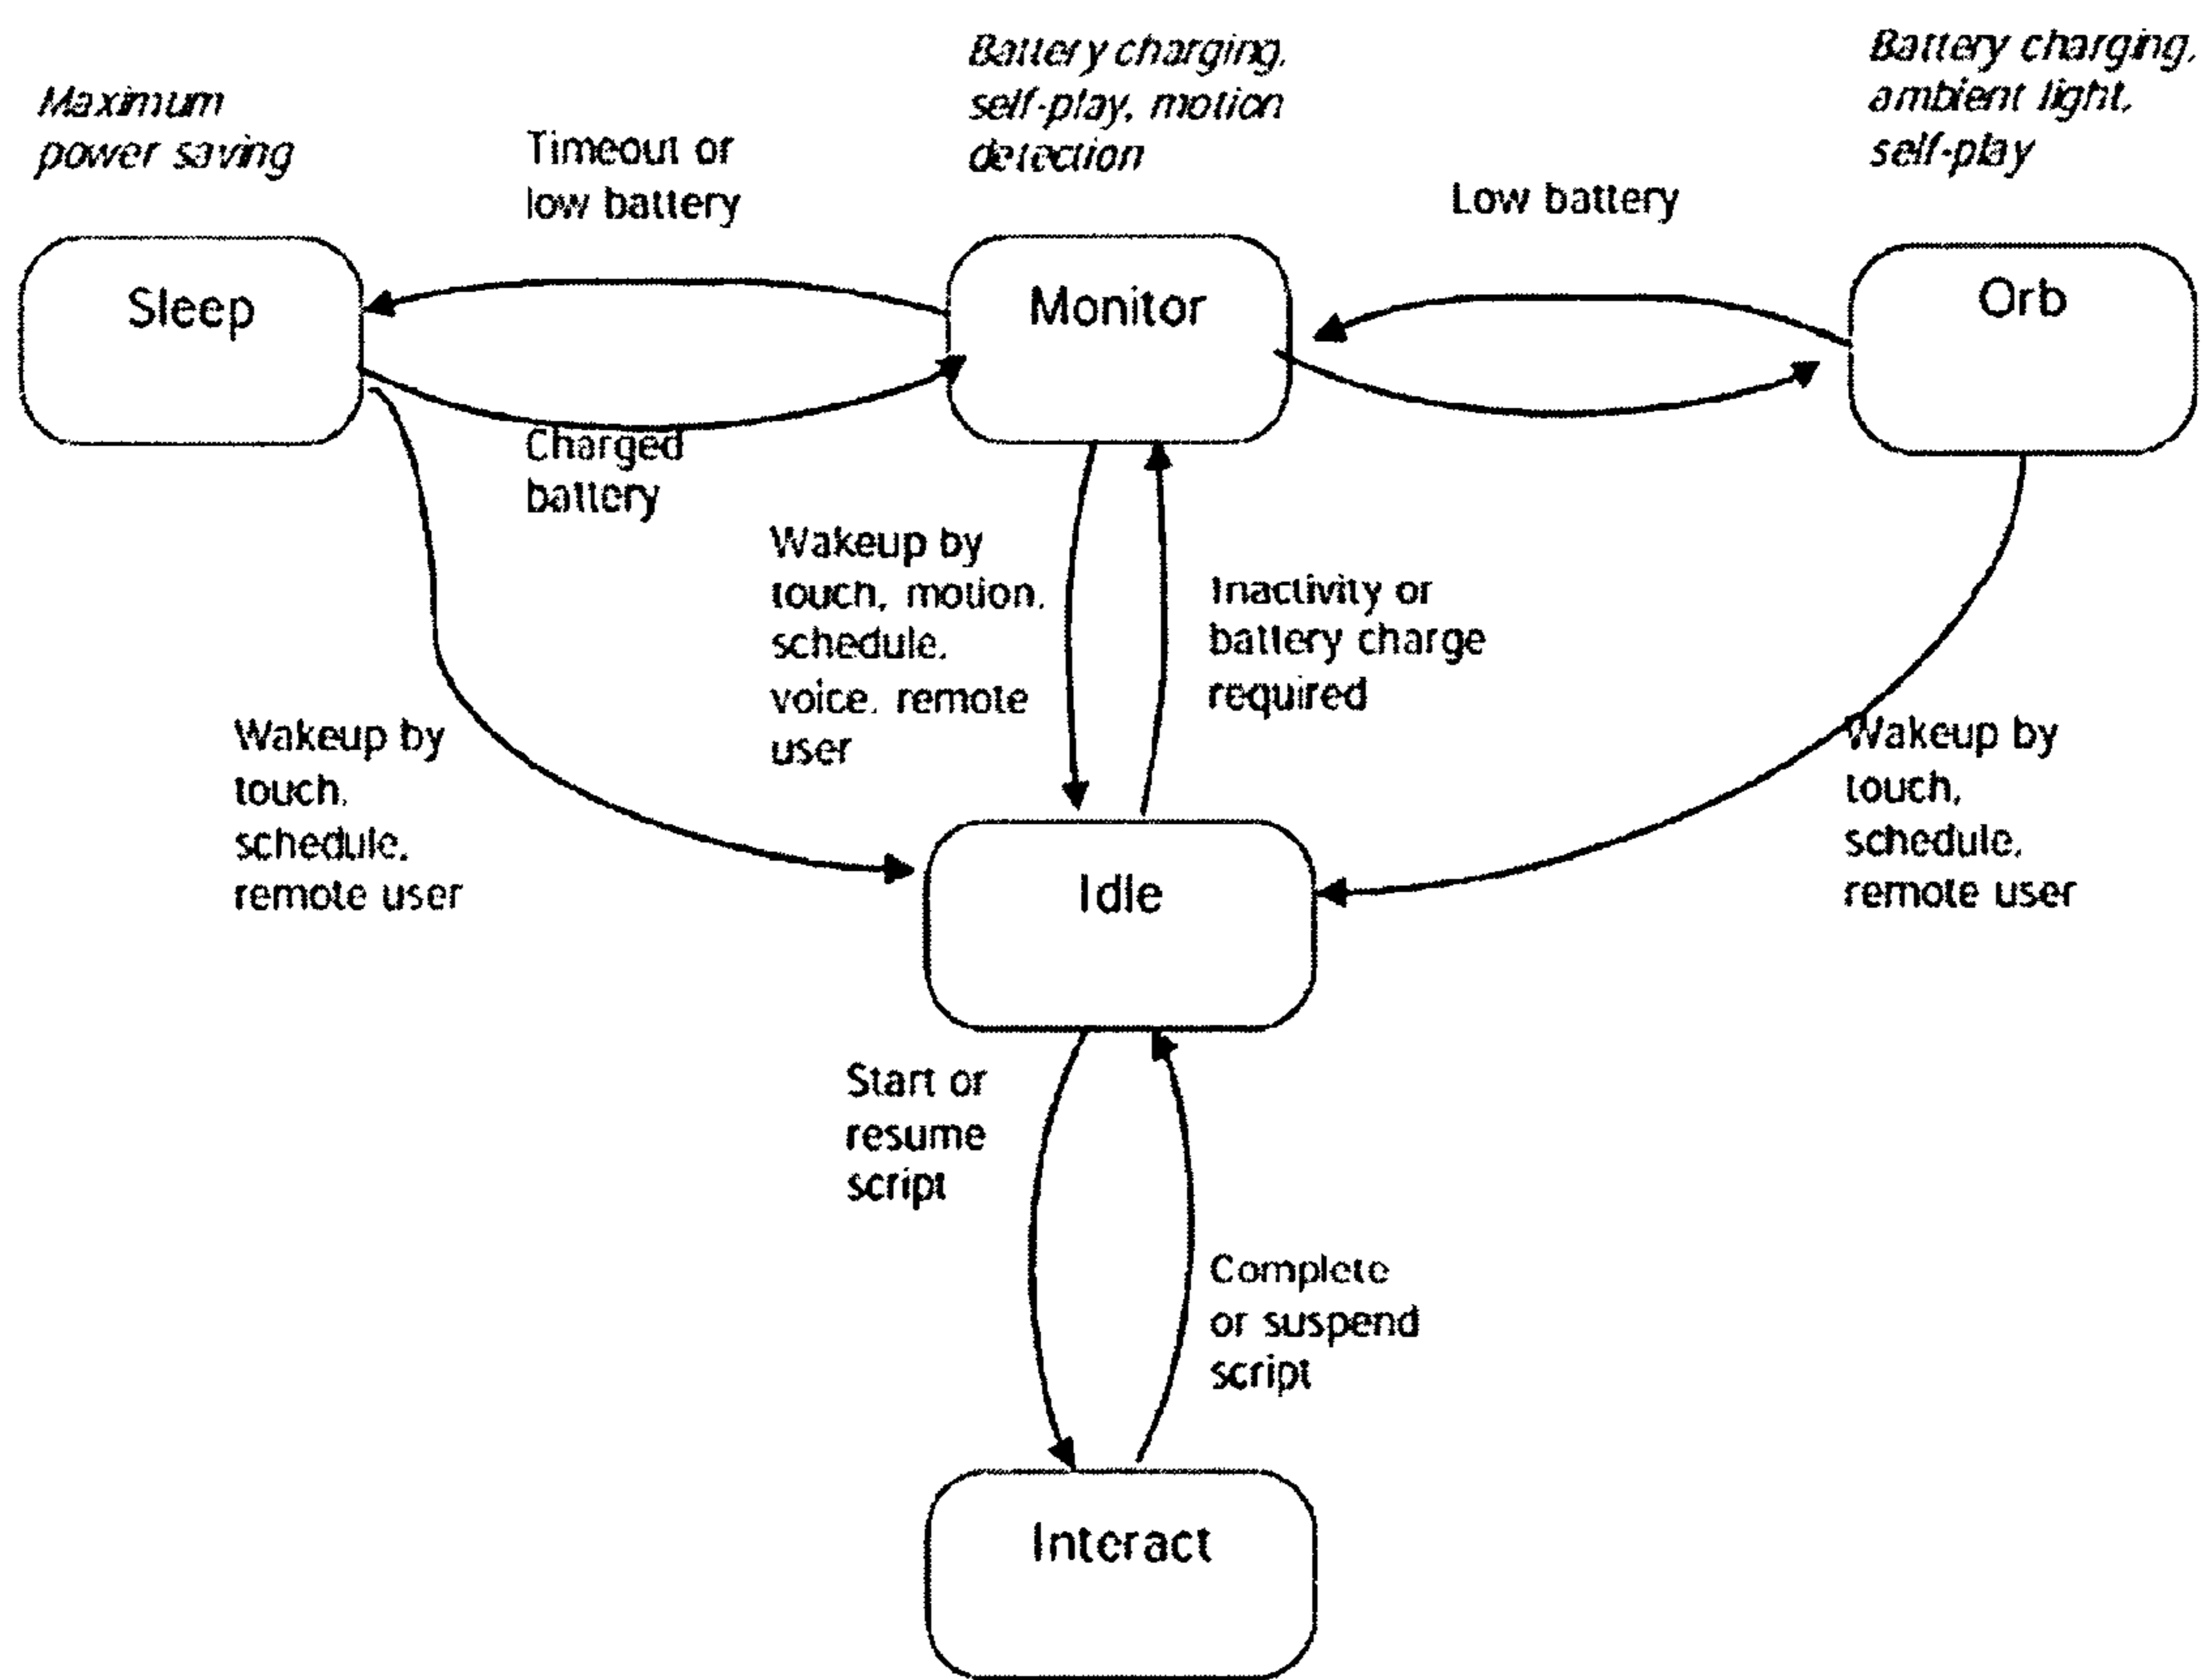 Maximum
power saving
Timeout or
low battery
Battery charging,
self-play, motion
detection
Low battery
Battery charging,
ambient light,
self-play
Sleep
Monitor
Orb
Charged
battery
Wakeup by
touch, motion,
schedule,
voice, remote
user
Inactivity or
battery charge
required
Wakeup by
touch,
schedule,
remote user
Wakeup by
touch,
schedule,
remote user
Idle
Start or
resume
script
Complete
or suspend
script
Interact